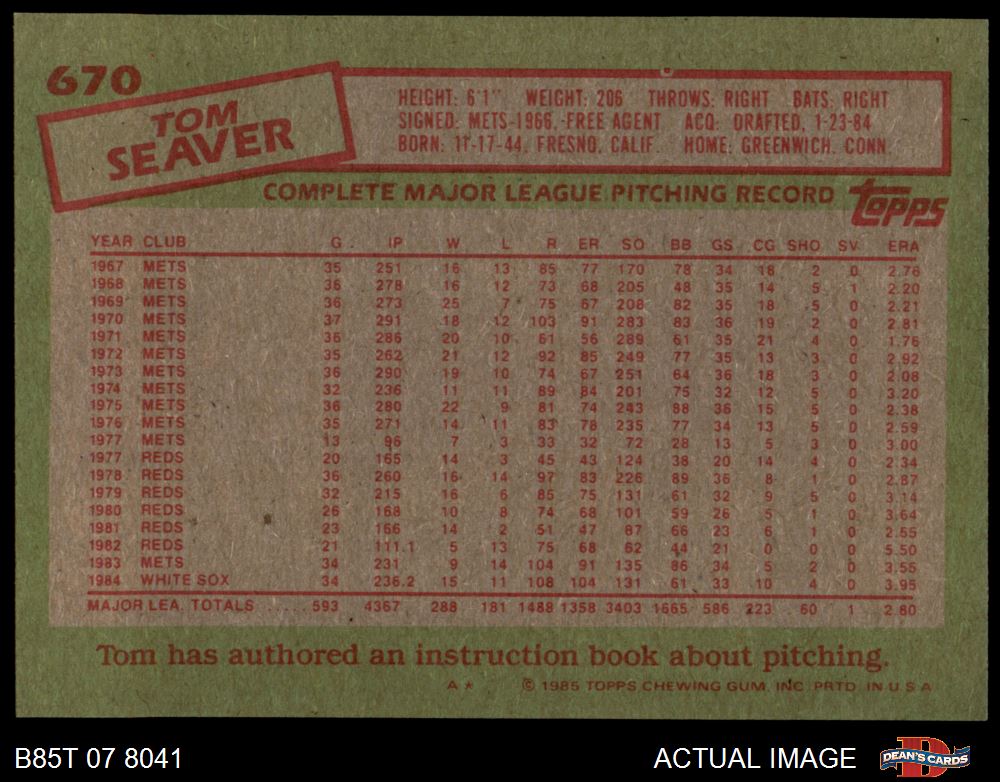 670
TOM
SEAVER
HEIGHT: 6'1" WEIGHT: 206 THROWS: RIGHT BATS: RIGHT
SIGNED: METS-1966,-FREE AGENT ACQ: DRAFTED, 1-23-84
BORN: 11-17-44, FRESNO, CALIF. HOME: GREENWICH, CONN.
COMPLETE MAJOR LEAGUE PITCHING RECORD
Topps
YEAR CLUB G IP W L R ER SO BB GS CG SHO SV ERA
1967 METS 35 251 16 13 85 77 170 78 34 18 2 0 2.76
1968 METS 36 278 16 12 73 68 205 48 35 14 5 1 2.20
1969 METS 36 273 25 7 75 67 208 82 35 18 5 0 2.21
1970 METS 37 291 18 12 103 91 283 83 36 19 2 0 2.81
1971 METS 36 286 20 10 61 56 289 61 35 21 4 0 1.76
1972 METS 35 262 21 12 92 85 249 77 35 13 3 0 2.92
1973 METS 36 290 19 10 74 67 251 64 36 18 3 0 2.08
1974 METS 32 236 11 11 89 84 201 75 32 12 5 0 3.20
1975 METS 36 280 22 9 81 74 243 88 36 15 5 0 2.38
1976 METS 35 271 14 11 83 78 235 77 34 13 5 0 2.59
1977 METS 13 96 7 3 33 32 72 28 13 5 3 0 3.00
1977 REDS 20 165 14 3 45 43 124 38 20 14 4 0 2.34
1978 REDS 36 260 16 14 97 83 226 89 36 8 1 0 2.87
1979 REDS 32 215 16 6 85 75 131 61 32 9 5 0 3.14
1980 REDS 26 168 10 8 74 68 101 59 26 5 1 0 3.64
1981 REDS 23 166 14 2 51 47 87 66 23 6 1 0 2.55
1982 REDS 21 111.1 5 13 75 68 62 44 21 0 0 0 5.50
1983 METS 34 231 9 14 104 91 135 86 34 5 2 0 3.55
1984 WHITE SOX 34 236.2 15 11 108 104 131 61 33 10 4 0 3.95
MAJOR LEA. TOTALS ..... 593 4367 288 181 1488 1358 3403 1665 586 223 60 1 2.80
Tom has authored an instruction book about pitching.
A * © 1985 TOPPS CHEWING GUM, INC. PRTD. IN U.S.A.
B85T 07 8041
ACTUAL IMAGE
DEAN'S CARDS